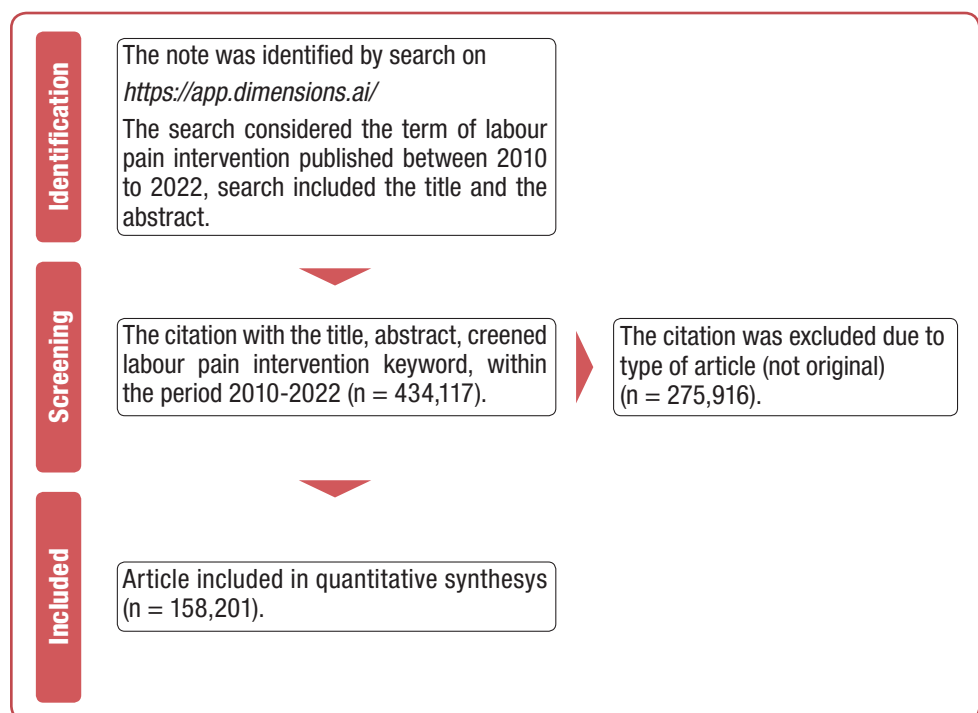 Identification
The note was identified by search on
https://app.dimensions.ai/
The search considered the term of labour
pain intervention published between 2010
to 2022, search included the title and the
abstract.
Screening
The citation with the title, abstract, creened
labour pain intervention keyword, within
the period 2010-2022 (n = 434,117).
The citation was excluded due to
type of article (not original)
(n = 275,916).
Included
Article included in quantitative synthesys
(n = 158,201).